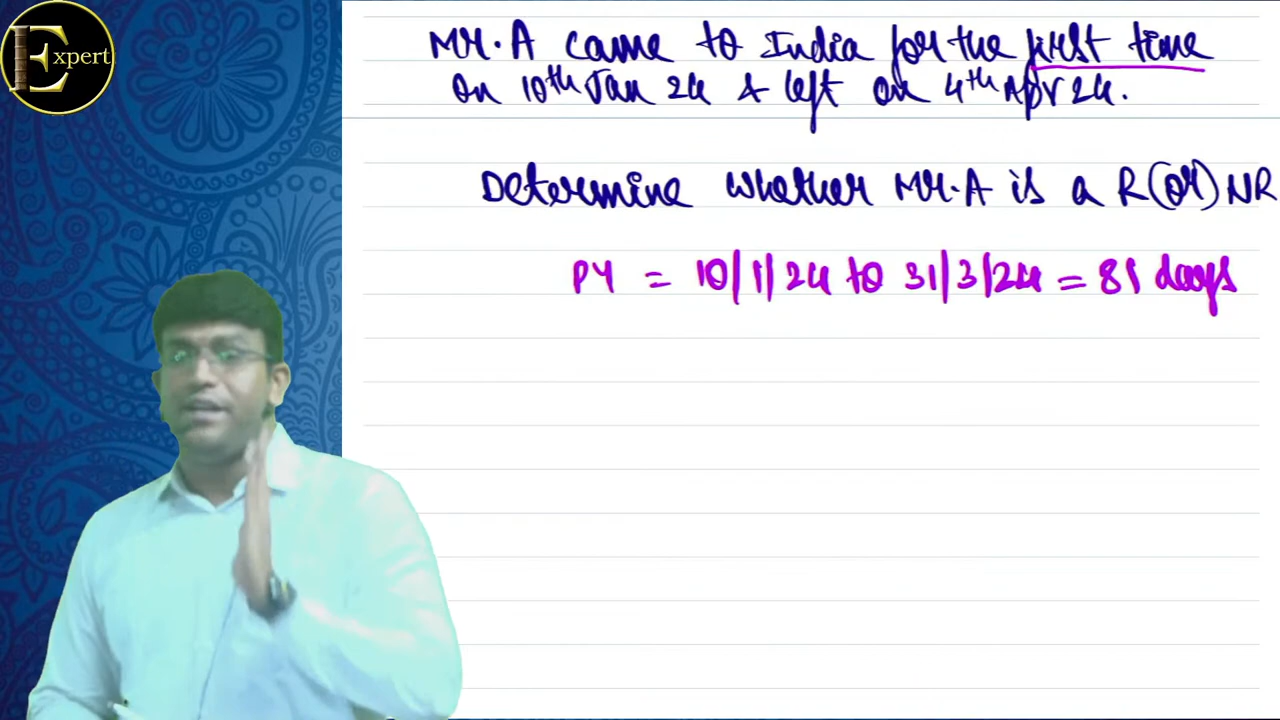 Expert
Mr. A came to India for the first time
on 10th Jan 24 & left on 4th Apr 24.
Determine whether Mr. A is a R (or) NR
PY = 10/1/24 to 31/3/24 = 81 days